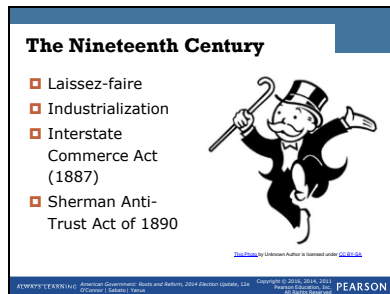 The Nineteenth Century
Laissez-faire
Industrialization
Interstate
Commerce Act
(1887)
Sherman Anti-
Trust Act of 1890
This Photo by Unknown Author is licensed under CC BY-SA
ALWAYS LEARNING
American Government: Roots and Reform, 2014 Election Update, 12e
O'Connor | Sabato | Yanus
Copyright © 2016, 2014, 2011
Pearson Education, Inc.
All Rights Reserved
PEARSON